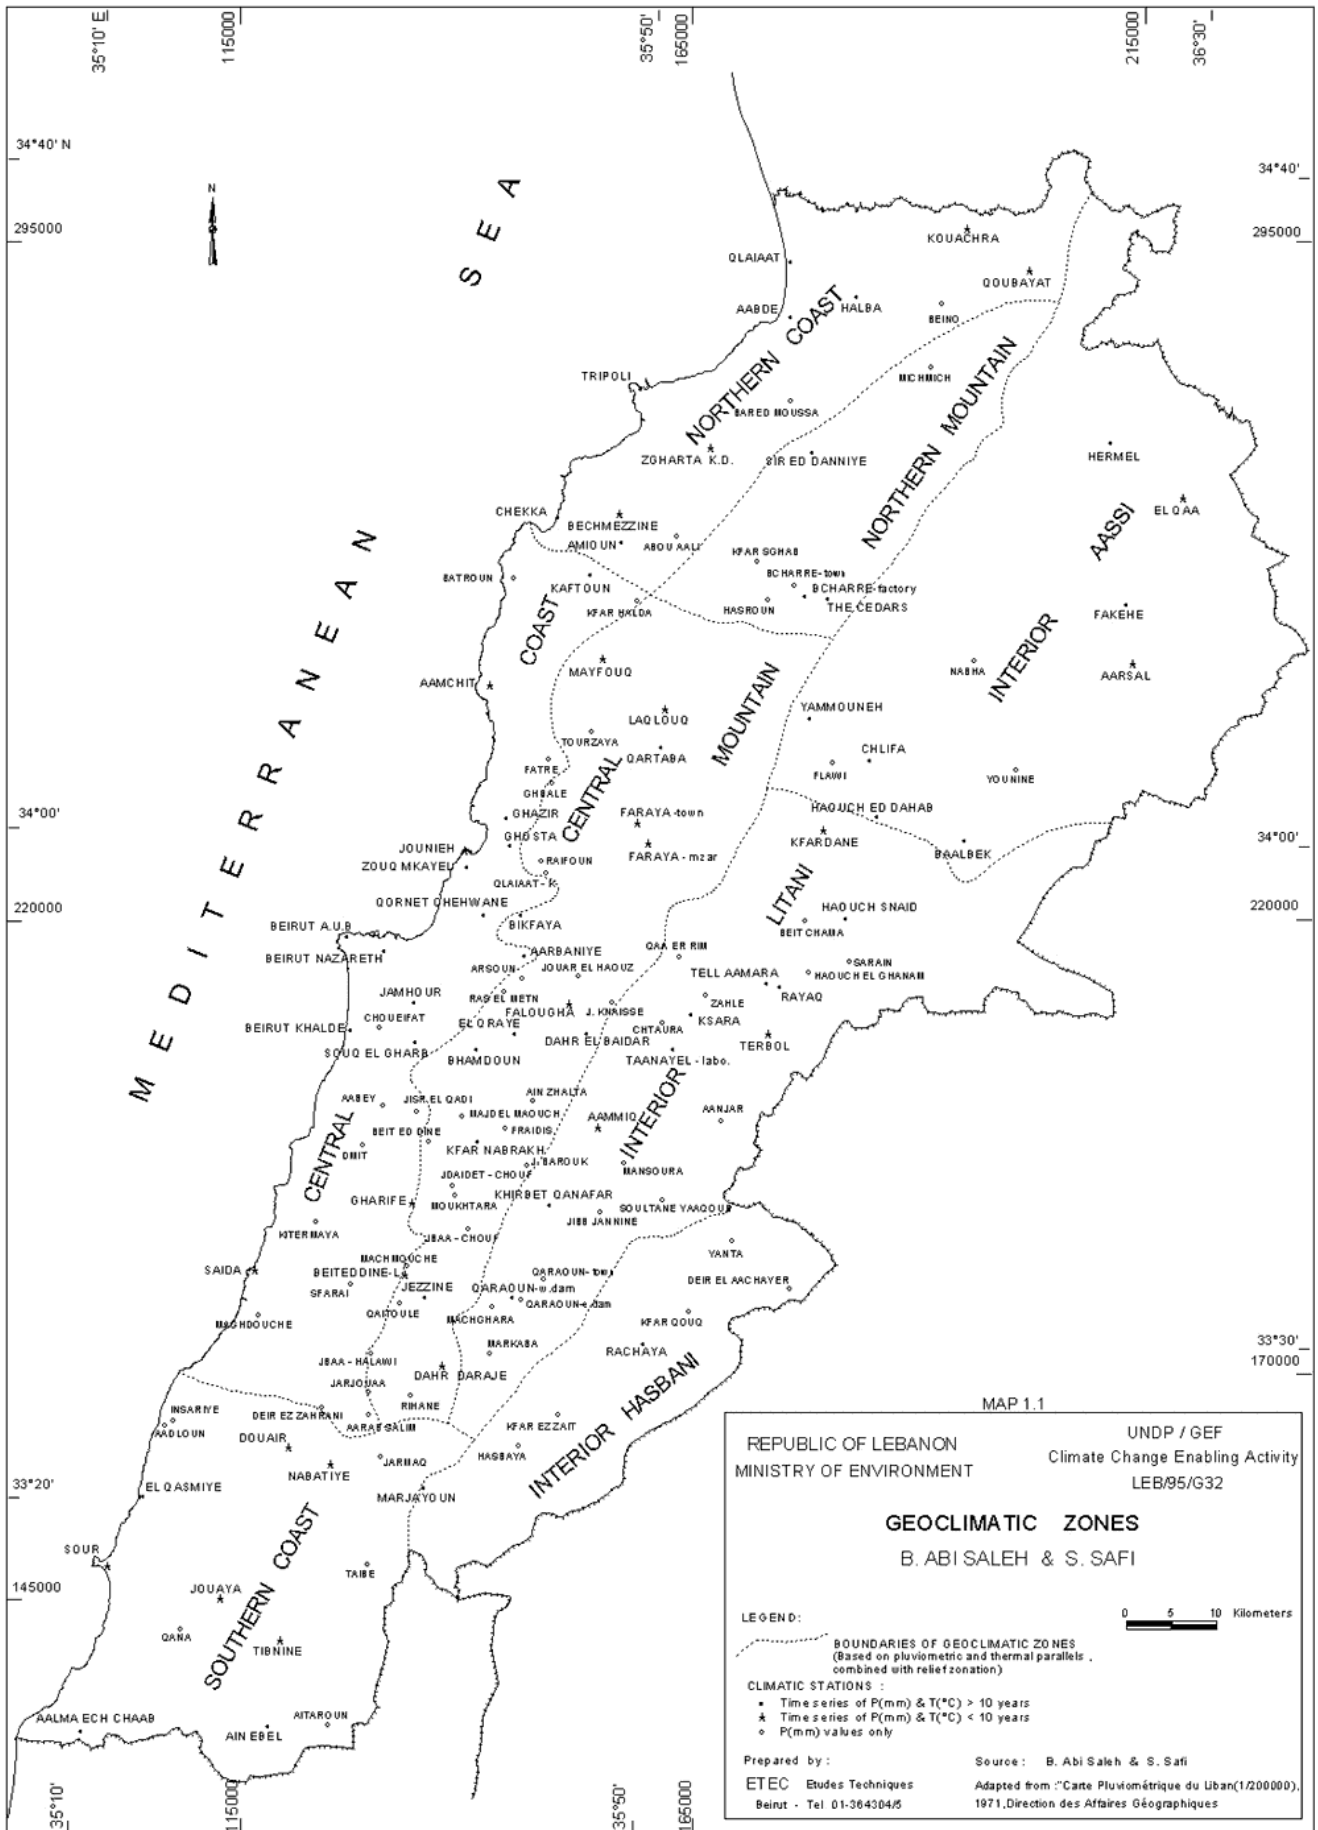 35°10' E
115000
35°50'
165000
215000
36°30'
34°40' N
34°40'
N
295000
295000
MEDITERRANEAN SEA
KOUACHRA
QLAIAAT
QOUBAYAT
AABDE
HALBA
BEINO
NORTHERN COAST
TRIPOLI
MICHMICH
NORTHERN MOUNTAIN
BARED MOUSSA
ZGHARTA K.D.
SIR ED DANNIYE
HERMEL
EL QAA
CHEKKA
BECHMEZZINE
AMIOUN
ABOU AALI
KFAR SGHAB
AASSI
BATROUN
KAFTOUN
BCHARRE-town
BCHARRE-factory
KFAR HALDA
HASROUN
THE CEDARS
FAKEHE
COAST
MAYFOUQ
NABHA
INTERIOR
AARSAL
AAMCHIT
LAQLOUQ
MOUNTAIN
YAMMOUNEH
TOURZAYA
QARTABA
CHLIFA
FATRE
FLAWI
YOUNINE
GHBALE
CENTRAL
34°00'
GHAZIR
FARAYA-town
HAOUCH ED DAHAB
GHOSTA
KFARDANE
34°00'
JOUNIEH
FARAYA - mzar
BAALBEK
ZOUQ MKAYEL
RAIFOUN
QLAIAAT - K
LITANI
220000
QORNET CHEHWANE
HAOUCH SNAID
220000
BEIRUT A.U.B
BIKFAYA
BEIT CHAMA
BEIRUT NAZARETH
AARBANIYE
QAA ER RIM
SARAIN
ARSOUN
JOUAR EL HAOUZ
TELL AAMARA
HAOUCH EL GHANAM
JAMHOUR
RAS EL METN
RAYAQ
CHOUEIFAT
FALOUGHA
J. KNAISSE
ZAHLE
BEIRUT KHALDE
EL QRAYE
CHTAURA
KSARA
SOUQ EL GHARB
DAHR EL BAIDAR
TERBOL
BHAMDOUN
TAANAYEL - labo.
AABEY
JISR EL QADI
AIN ZHALTA
INTERIOR
MAJDEL MAOUCH
AAMMIQ
AANJAR
BEIT ED DINE
FRAIDIS
DMIT
KFAR NABRAKH
J. BAROUK
MANSOURA
CENTRAL
JDAIDET - CHOUF
GHARIFE
MOUKHTARA
KHIRBET QANAFAR
SOULTANE YAAQOUB
KITERMAYA
JBAA - CHOUF
JIBB JANNINE
MACHMOUCHE
YANTA
SAIDA
BEITEDDINE-L
QARAOUN- town
DEIR EL AACHAYER
SFARAI
JEZZINE
QARAOUN-w.dam
QAITOULE
QARAOUN-e.dam
MAGHDOUCHE
MACHGHARA
KFAR QOUQ
MARKABA
RACHAYA
33°30'
JBAA - HALAWI
DAHR DARAJE
170000
JARJOUAA
INSARIYE
DEIR EZ ZAHRANI
RIHANE
KFAR EZZAIT
AADLOUN
AARAB SALIM
DOUAIR
HASBAYA
INTERIOR HASBANI
NABATIYE
JARMAQ
33°20'
EL QASMIYE
MARJAYOUN
SOUR
TAIBE
SOUTHERN COAST
145000
JOUAYA
QANA
TIBNINE
AALMA ECH CHAAB
AITAROUN
AIN EBEL
35°10'
115000
35°50'
165000
MAP 1.1
REPUBLIC OF LEBANON
MINISTRY OF ENVIRONMENT
UNDP / GEF
Climate Change Enabling Activity
LEB/95/G32
GEOCLIMATIC ZONES
B. ABI SALEH & S. SAFI
0 5 10 Kilometers
LEGEND:
BOUNDARIES OF GEOCLIMATIC ZONES
(Based on pluviometric and thermal parallels,
combined with relief zonation)
CLIMATIC STATIONS :
Time series of P(mm) & T(°C) > 10 years
Time series of P(mm) & T(°C) < 10 years
P(mm) values only
Prepared by :
ETEC Etudes Techniques
Beirut - Tel 01-364304/5
Source : B. Abi Saleh & S. Safi
Adapted from :"Carte Pluviométrique du Liban(1/200000),
1971,Direction des Affaires Géographiques